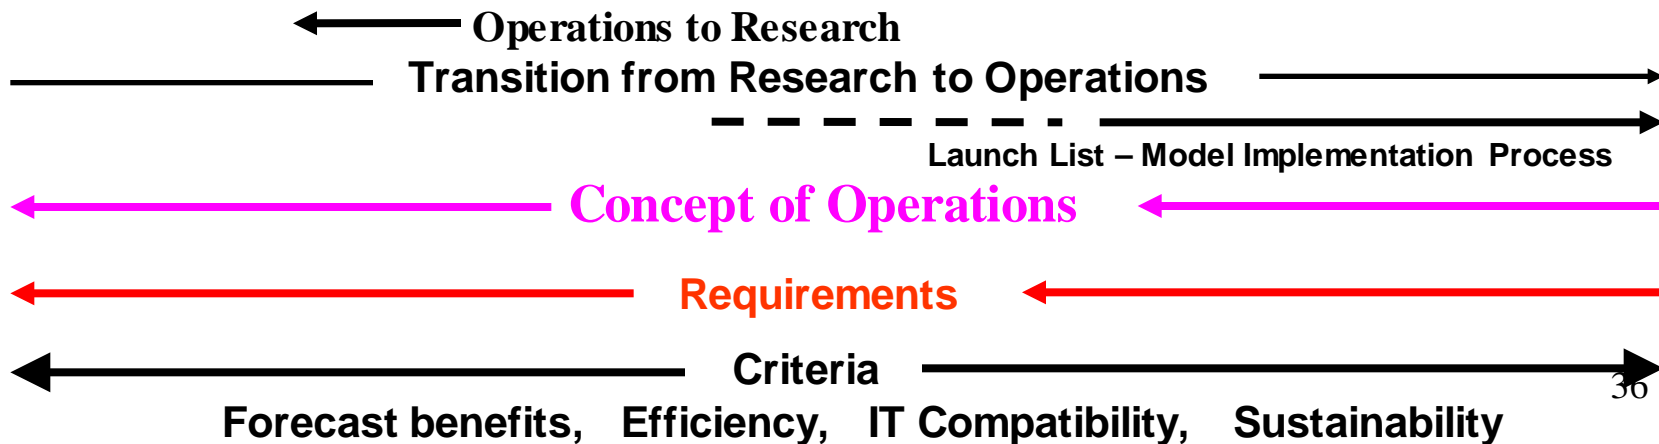 Operations to Research
Transition from Research to Operations
Launch List – Model Implementation Process
Concept of Operations
Requirements
Criteria
36
Forecast benefits, Efficiency, IT Compatibility, Sustainability